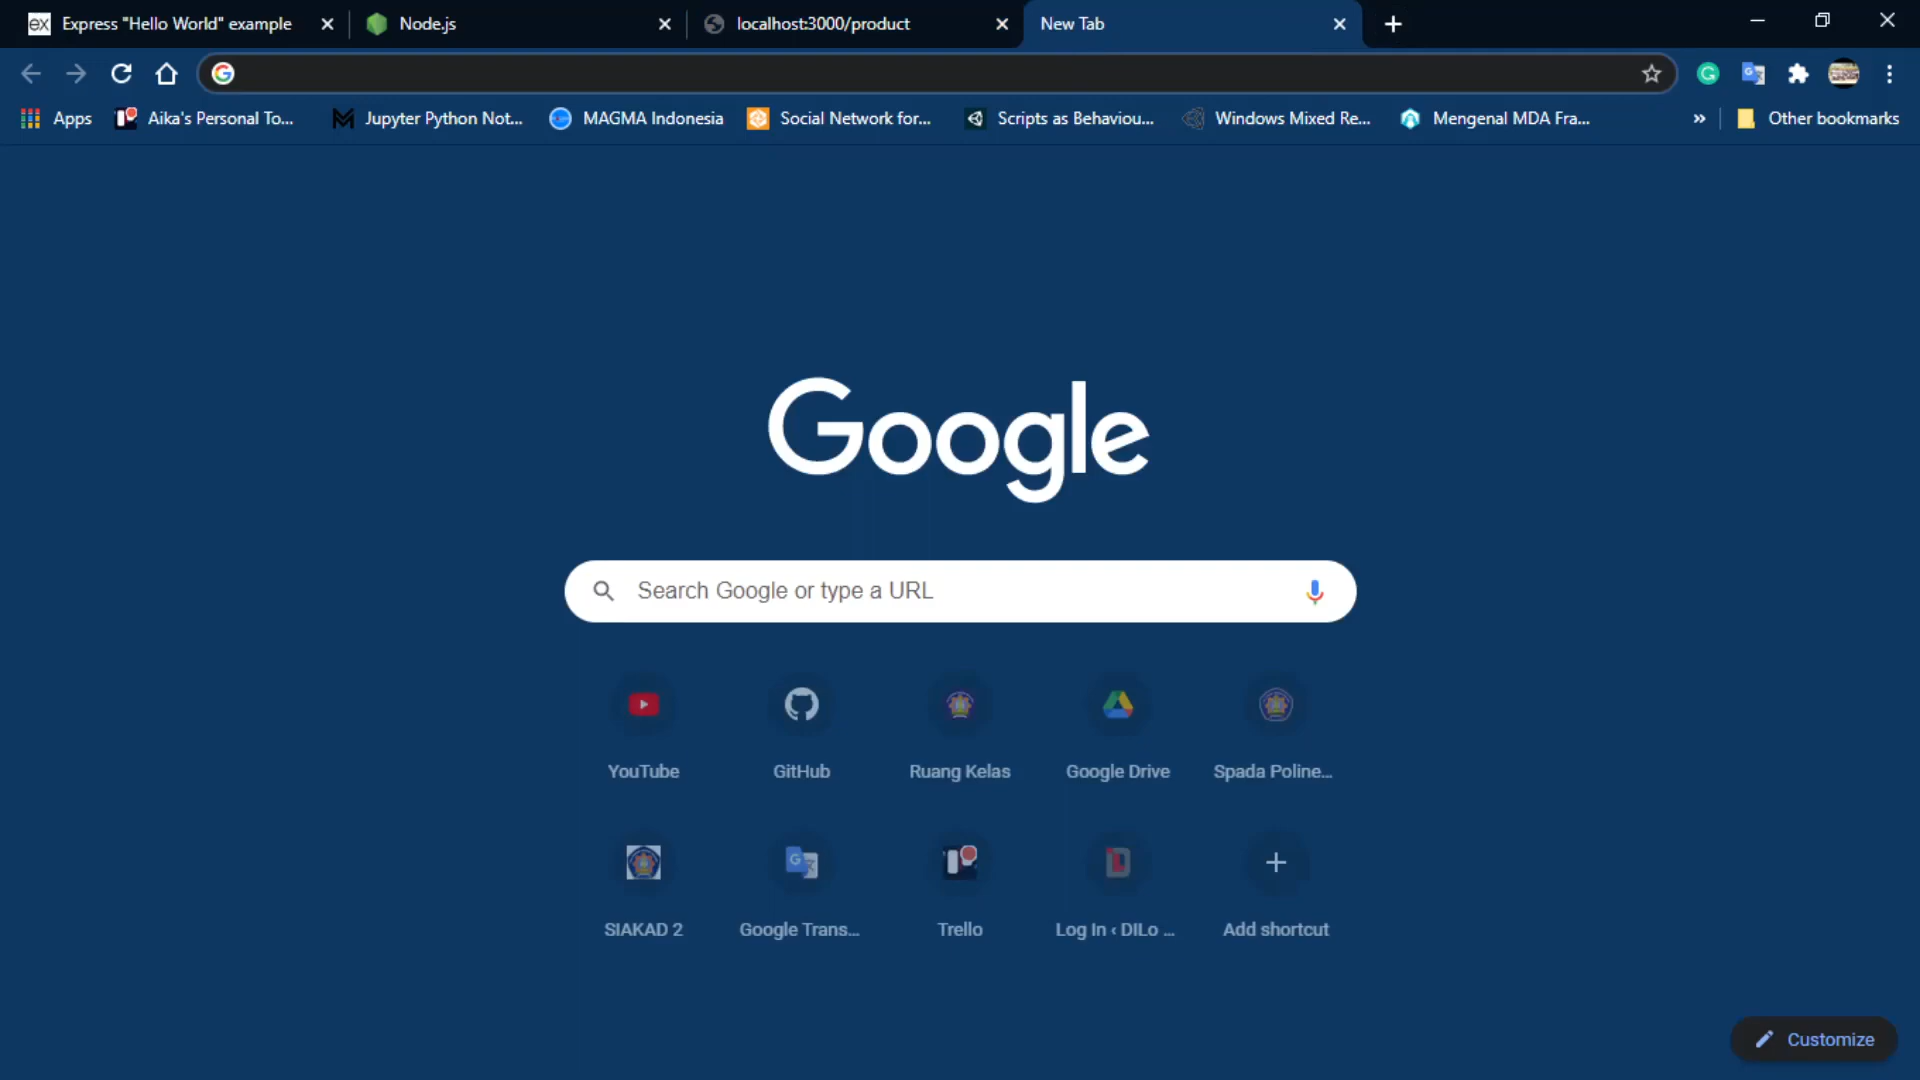 Express "Hello World" example
Node.js
localhost:3000/product
New Tab
Apps
Aika's Personal To...
Jupyter Python Not...
MAGMA Indonesia
Social Network for...
Scripts as Behaviou...
Windows Mixed Re...
Mengenal MDA Fra...
Other bookmarks
Google
Search Google or type a URL
YouTube
GitHub
Ruang Kelas
Google Drive
Spada Poline...
SIAKAD 2
Google Trans...
Trello
Log In ‹ DILo ...
Add shortcut
Customize